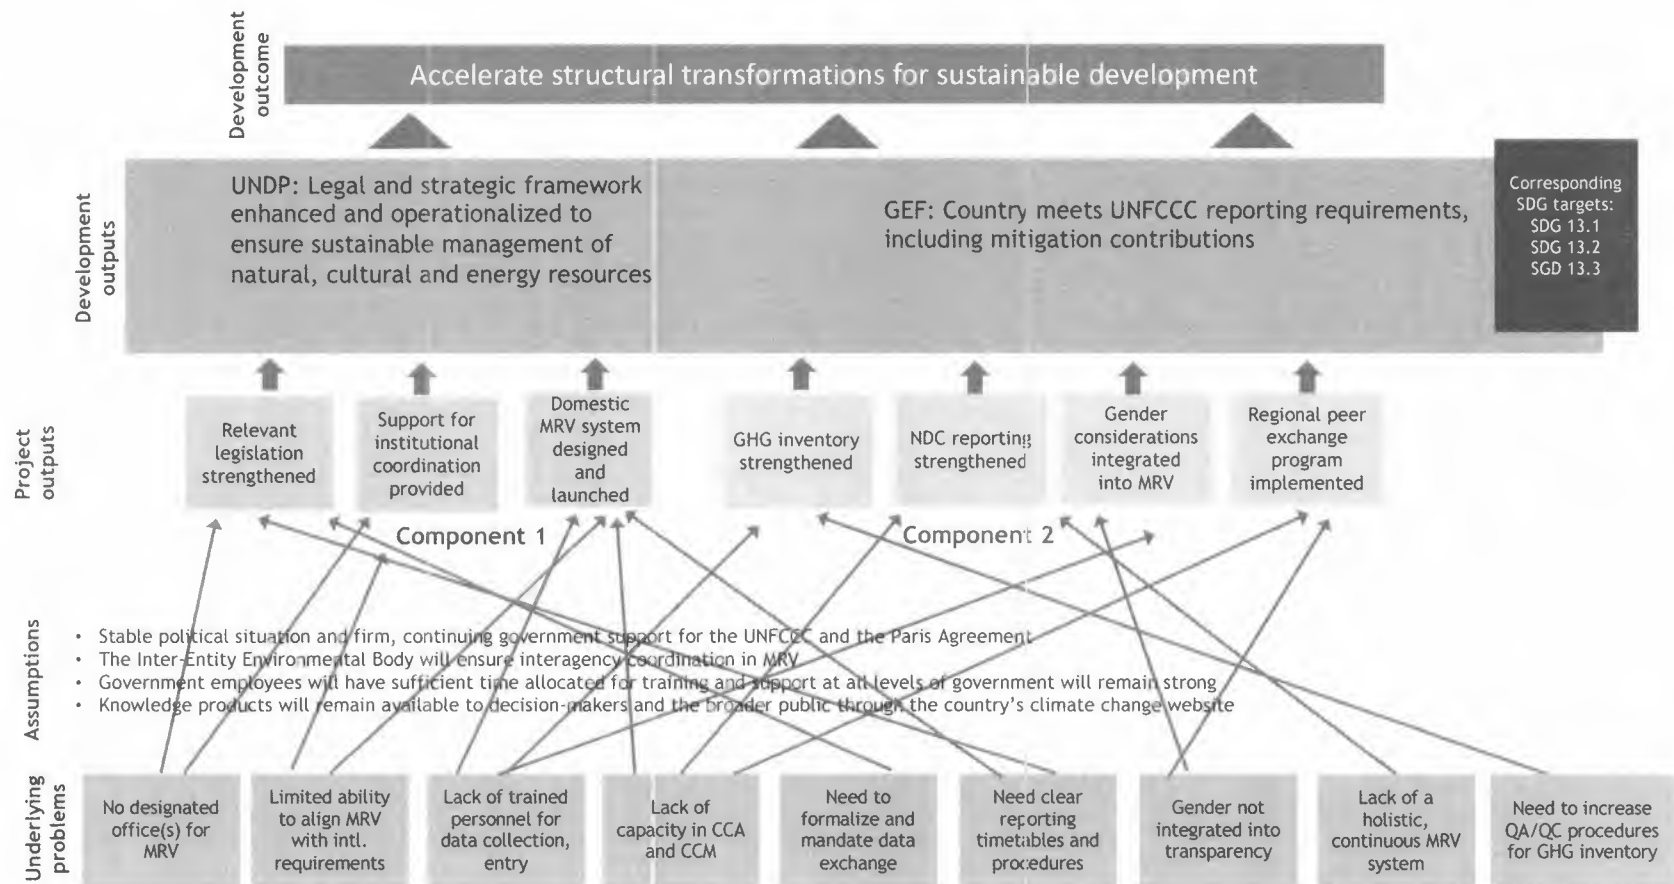 Development
outcome
Accelerate structural transformations for sustainable development
Development
outputs
UNDP: Legal and strategic framework
enhanced and operationalized to
ensure sustainable management of
natural, cultural and energy resources
GEF: Country meets UNFCCC reporting requirements,
including mitigation contributions
Corresponding
SDG targets:
SDG 13.1
SDG 13.2
SGD 13.3
Project
outputs
Relevant
legislation
strengthened
Support for
institutional
coordination
provided
Domestic
MRV system
designed
and
launched
GHG inventory
strengthened
NDC reporting
strengthened
Gender
considerations
integrated
into MRV
Regional peer
exchange
program
implemented
Component 1
Component 2
Assumptions
• Stable political situation and firm, continuing government support for the UNFCCC and the Paris Agreement
• The Inter-Entity Environmental Body will ensure interagency coordination in MRV
• Government employees will have sufficient time allocated for training and support at all levels of government will remain strong
• Knowledge products will remain available to decision-makers and the broader public through the country's climate change website
Underlying
problems
No designated
office(s) for
MRV
Limited ability
to align MRV
with intl.
requirements
Lack of trained
personnel for
data collection,
entry
Lack of
capacity in CCA
and CCM
Need to
formalize and
mandate data
exchange
Need clear
reporting
timetables and
procedures
Gender not
integrated into
transparency
Lack of a
holistic,
continuous MRV
system
Need to increase
QA/QC procedures
for GHG inventory